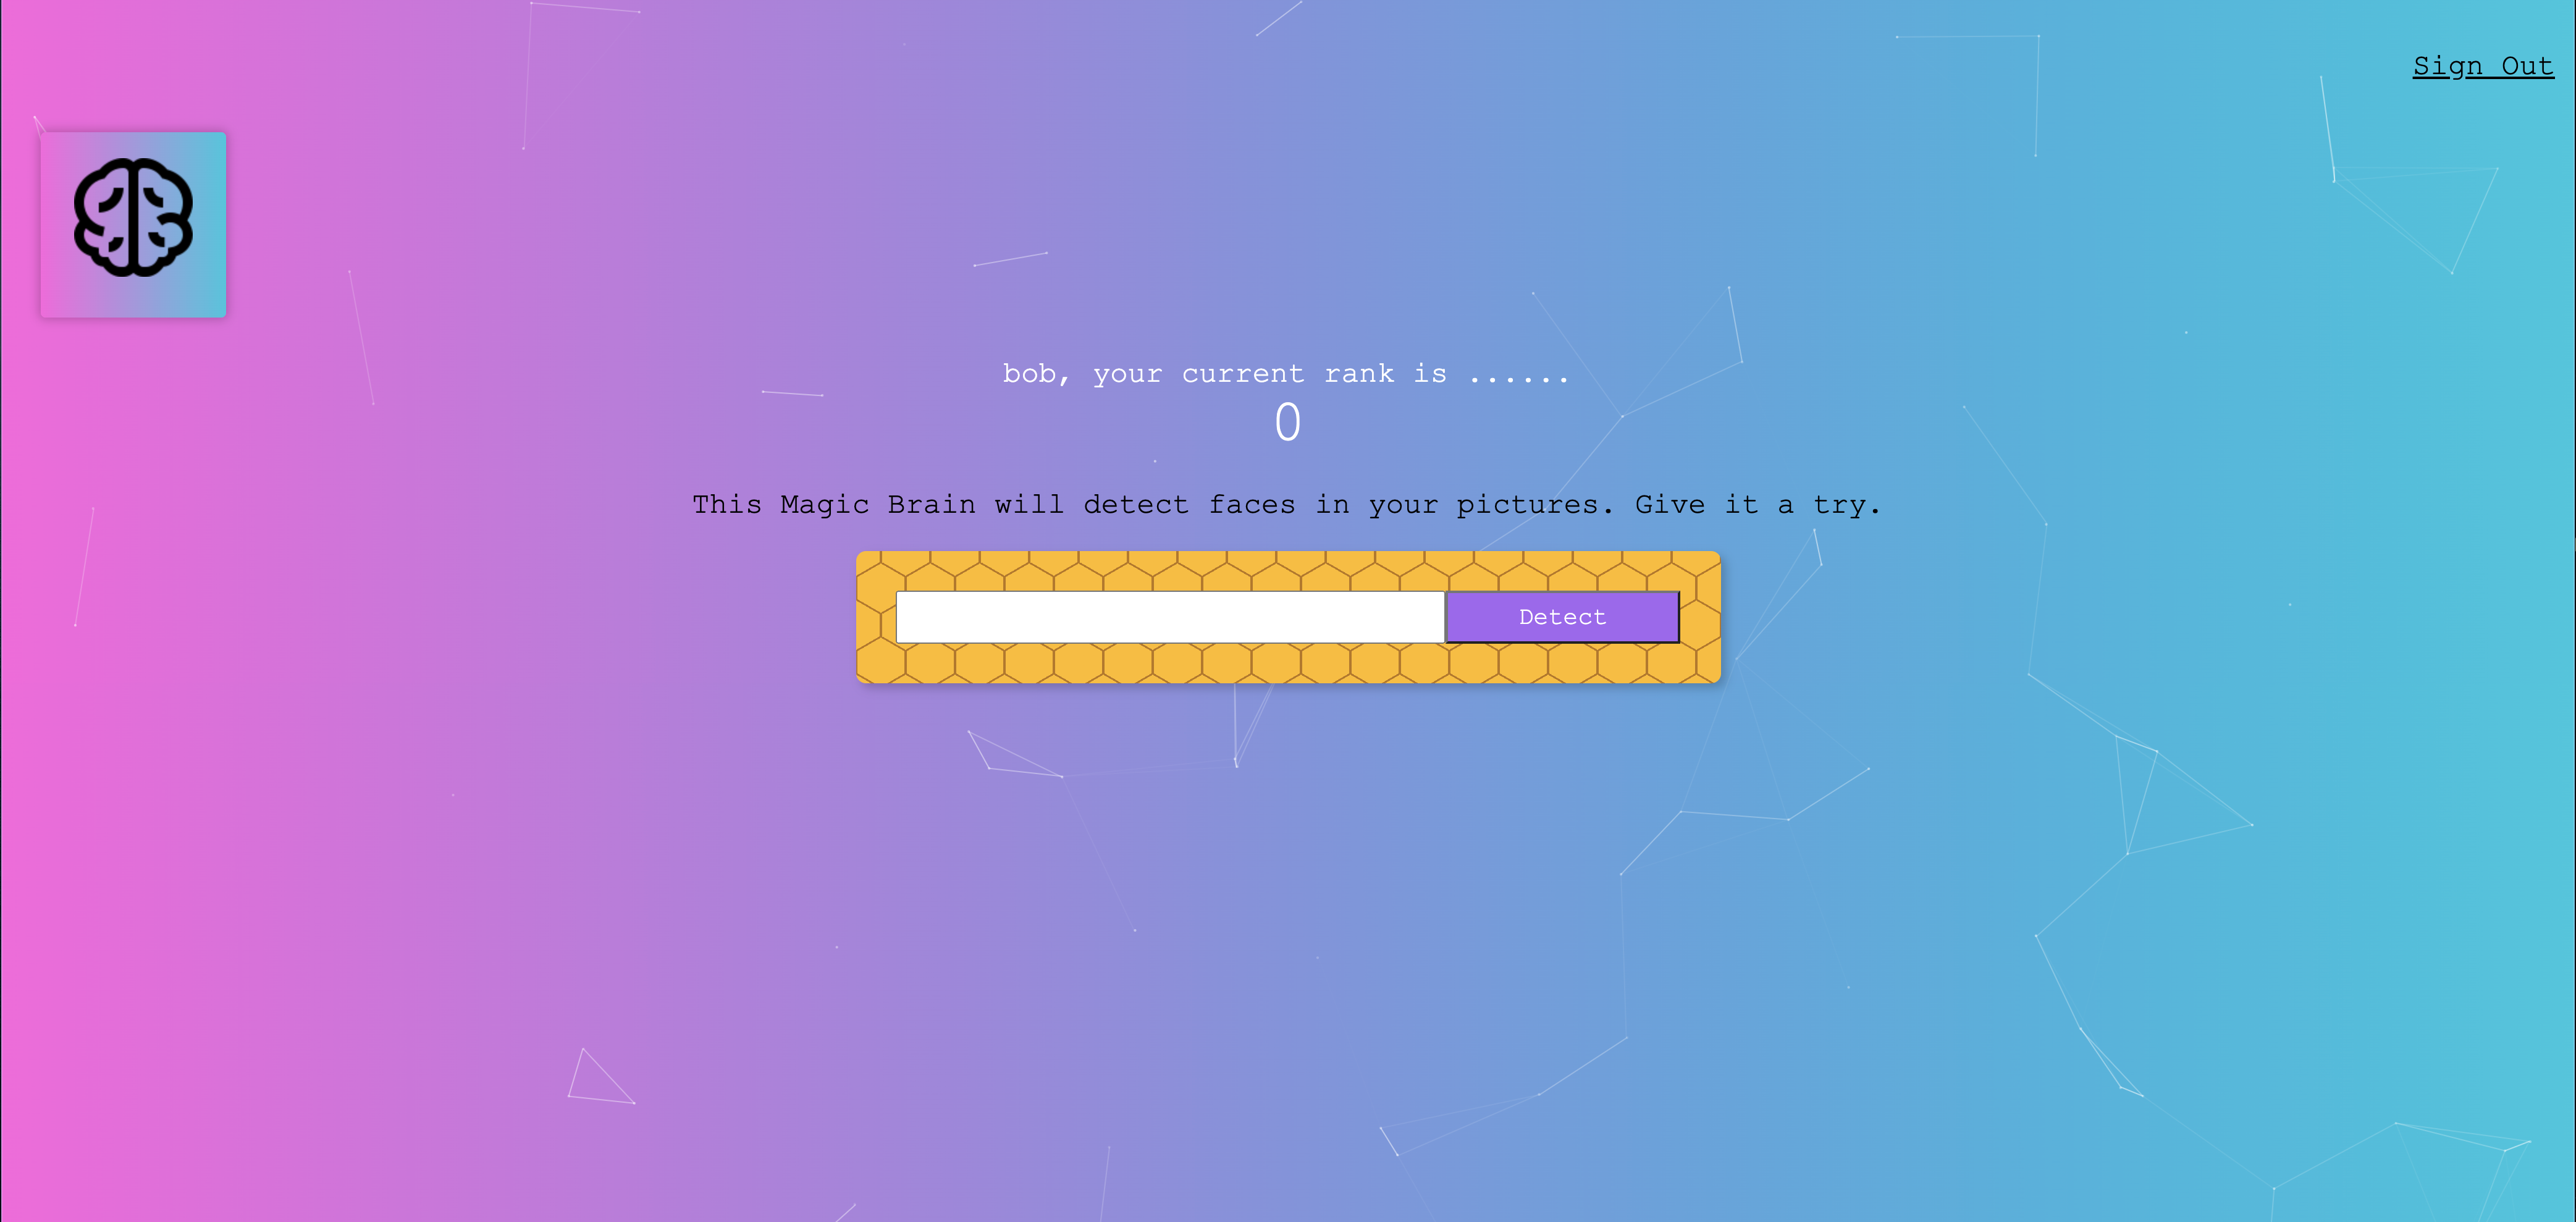 Sign Out
bob, your current rank is ......
0
This Magic Brain will detect faces in your pictures. Give it a try.
Detect